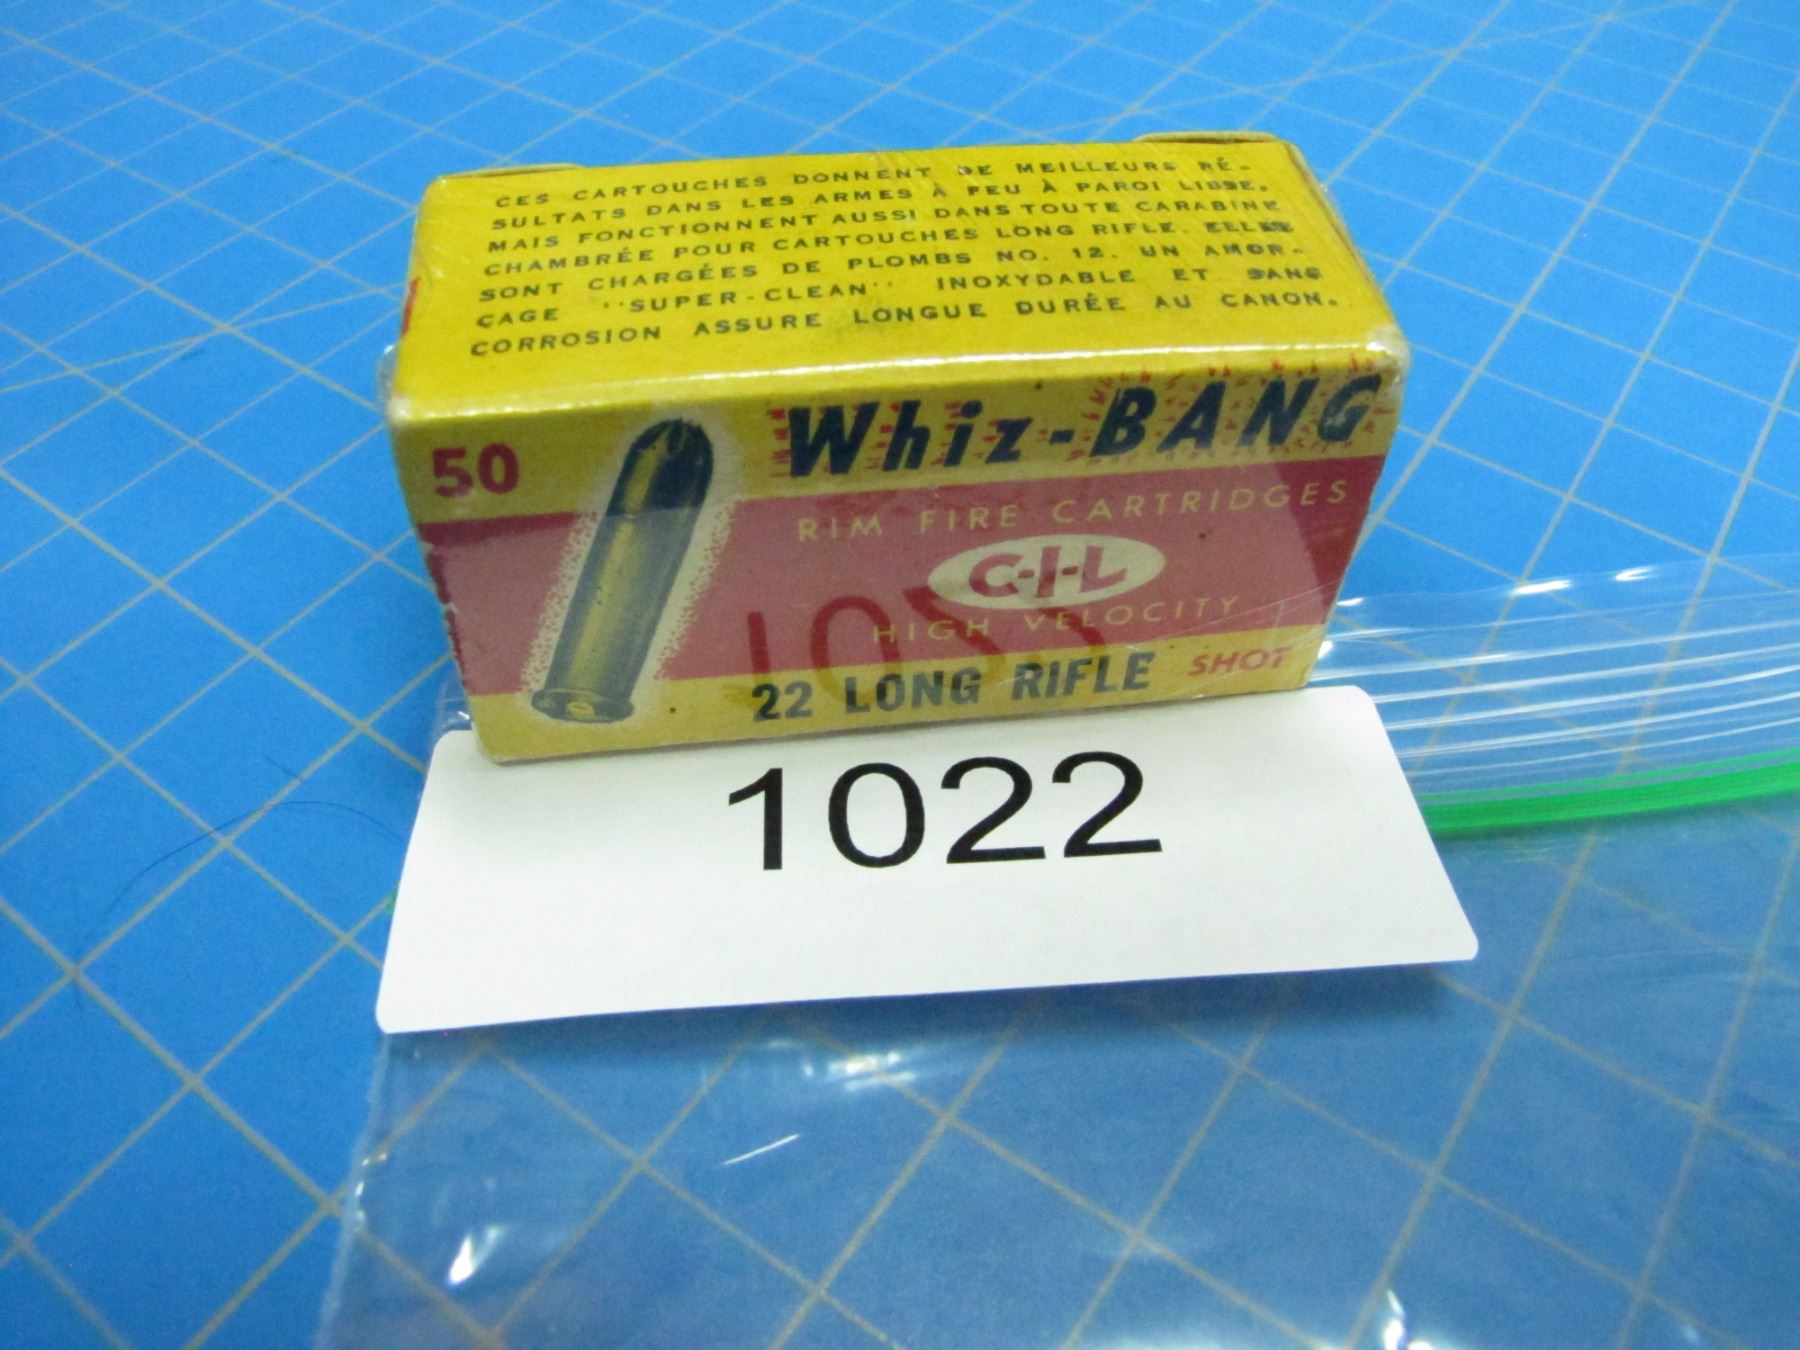 CES CARTOUCHES DONNENT DE MEILLEURS RÉ-
SULTATS DANS LES ARMES À FEU À PAROI LISSE,
MAIS FONCTIONNENT AUSSI DANS TOUTE CARABINE
CHAMBRÉE POUR CARTOUCHES LONG RIFLE. ELLES
SONT CHARGÉES DE PLOMBS NO. 12. UN AMOR-
CAGE "SUPER-CLEAN" INOXYDABLE ET SANS
CORROSION ASSURE LONGUE DURÉE AU CANON.
50
Whiz-BANG
RIM FIRE CARTRIDGES
C-I-L
HIGH VELOCITY
22 LONG RIFLE SHOT
1022
1022